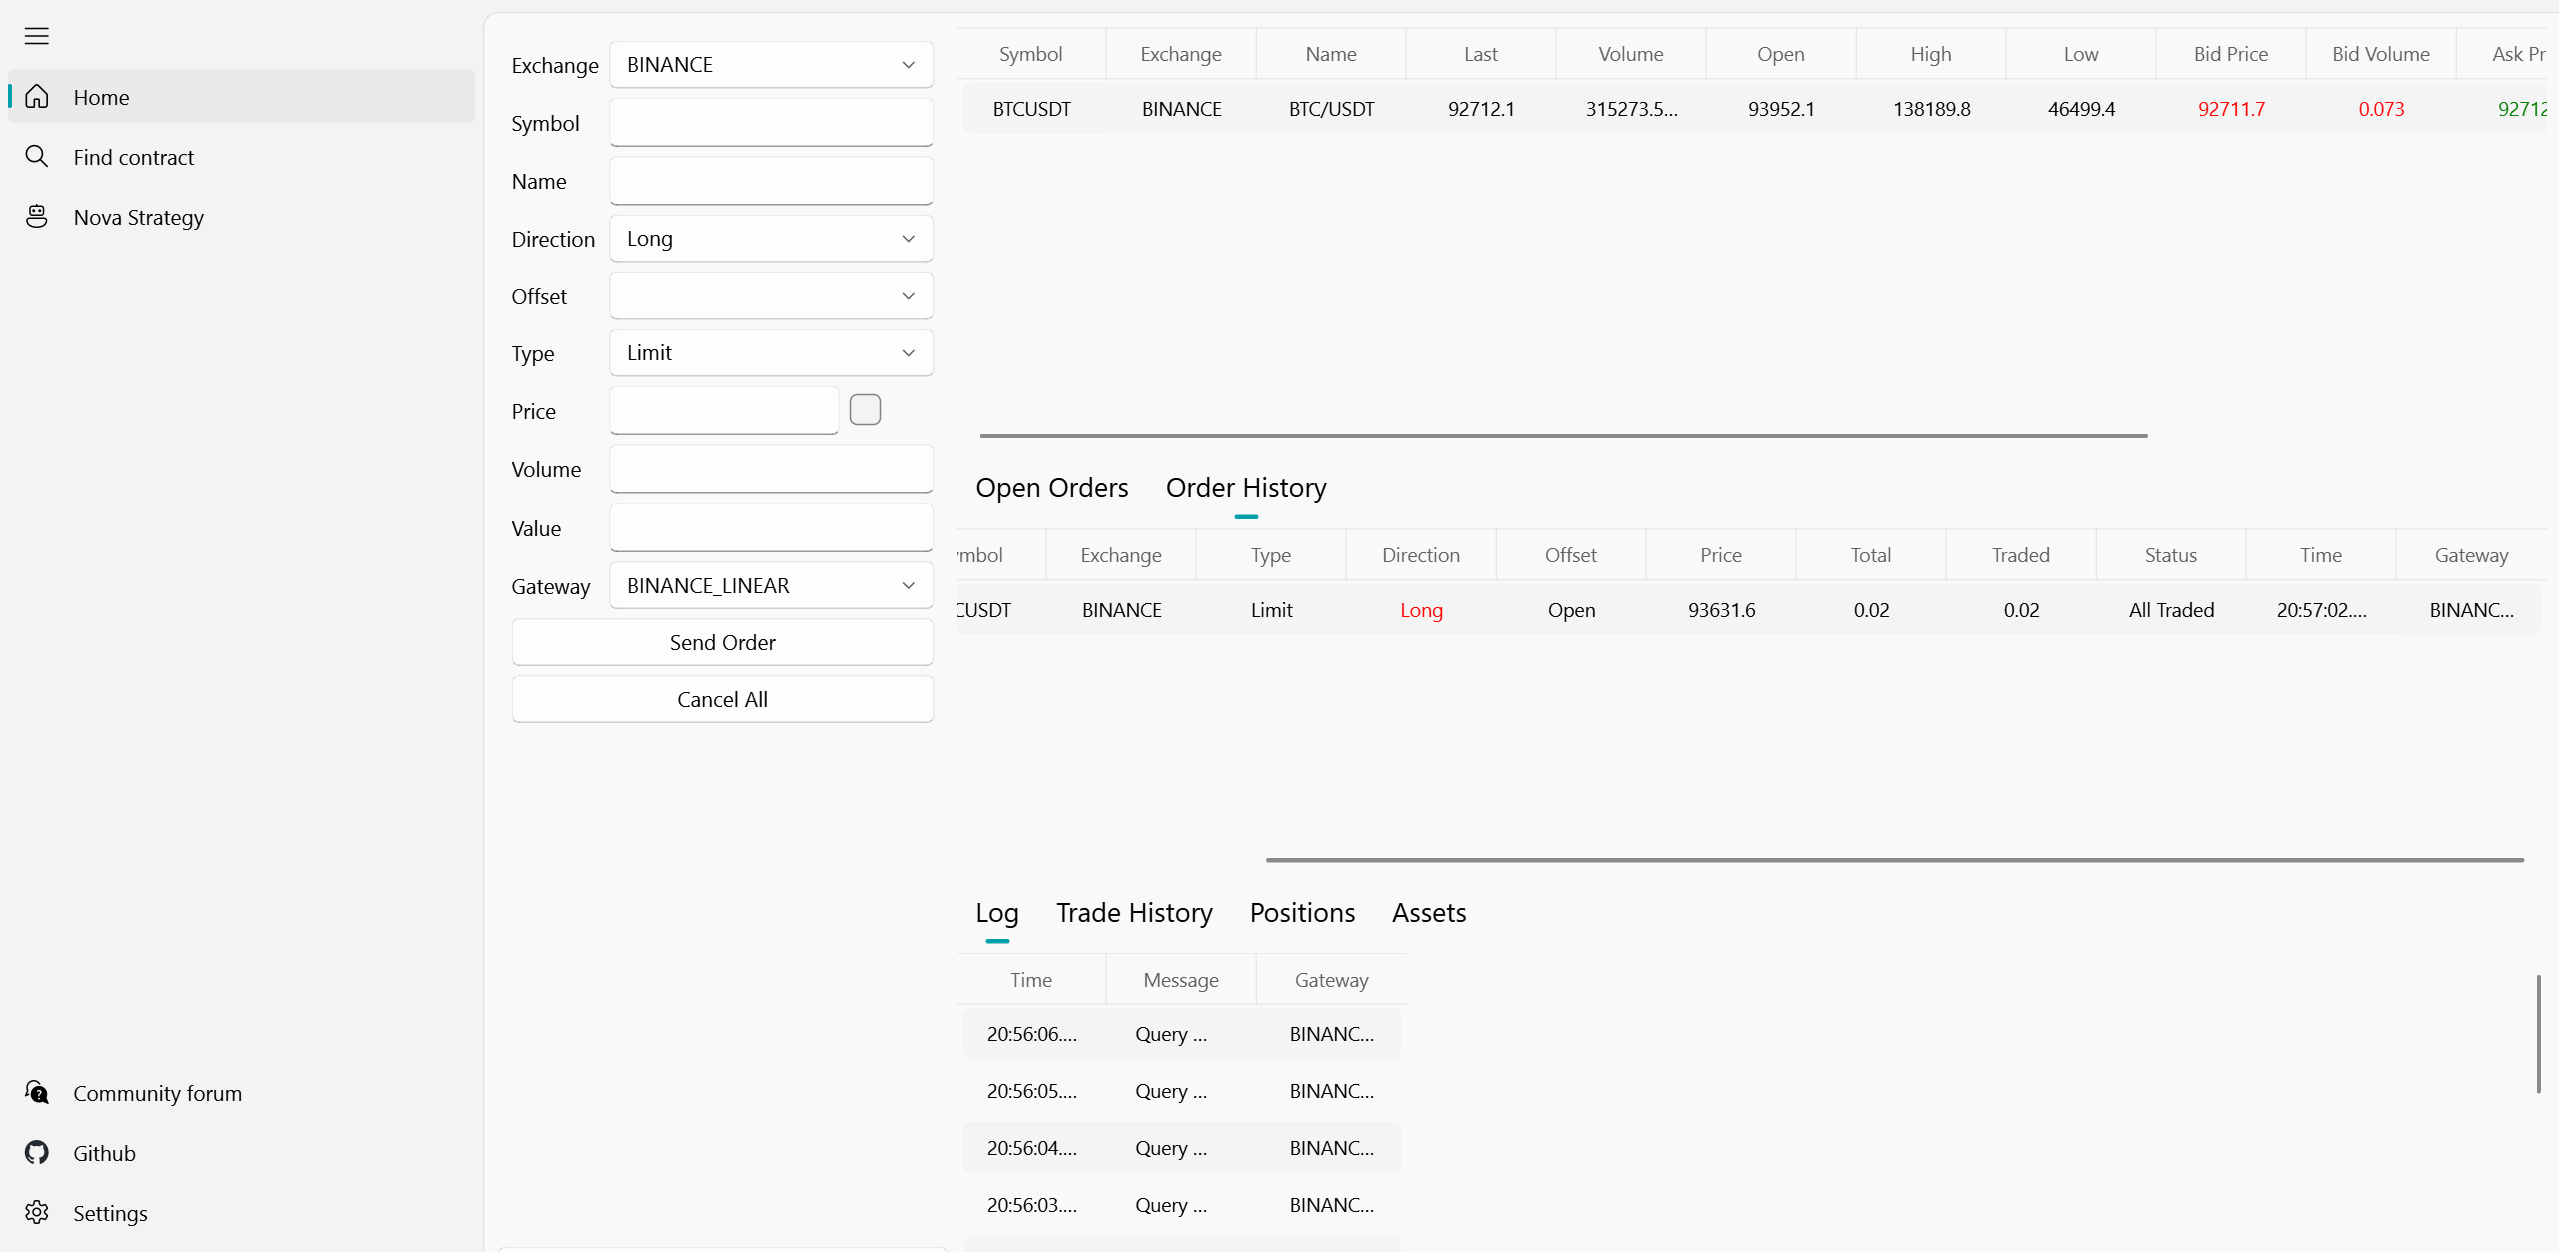 Home
Find contract
Nova Strategy
Community forum
Github
Settings
Exchange BINANCE
Symbol
Name
Direction Long
Offset
Type Limit
Price
Volume
Value
Gateway BINANCE_LINEAR
Send Order
Cancel All
Symbol Exchange Name Last Volume Open High Low Bid Price Bid Volume Ask Pr
BTCUSDT BINANCE BTC/USDT 92712.1 315273.5... 93952.1 138189.8 46499.4 92711.7 0.073 92712
Open Orders Order History
mbol Exchange Type Direction Offset Price Total Traded Status Time Gateway
CUSDT BINANCE Limit Long Open 93631.6 0.02 0.02 All Traded 20:57:02.... BINANC...
Log Trade History Positions Assets
Time Message Gateway
20:56:06.... Query ... BINANC...
20:56:05.... Query ... BINANC...
20:56:04.... Query ... BINANC...
20:56:03.... Query ... BINANC...